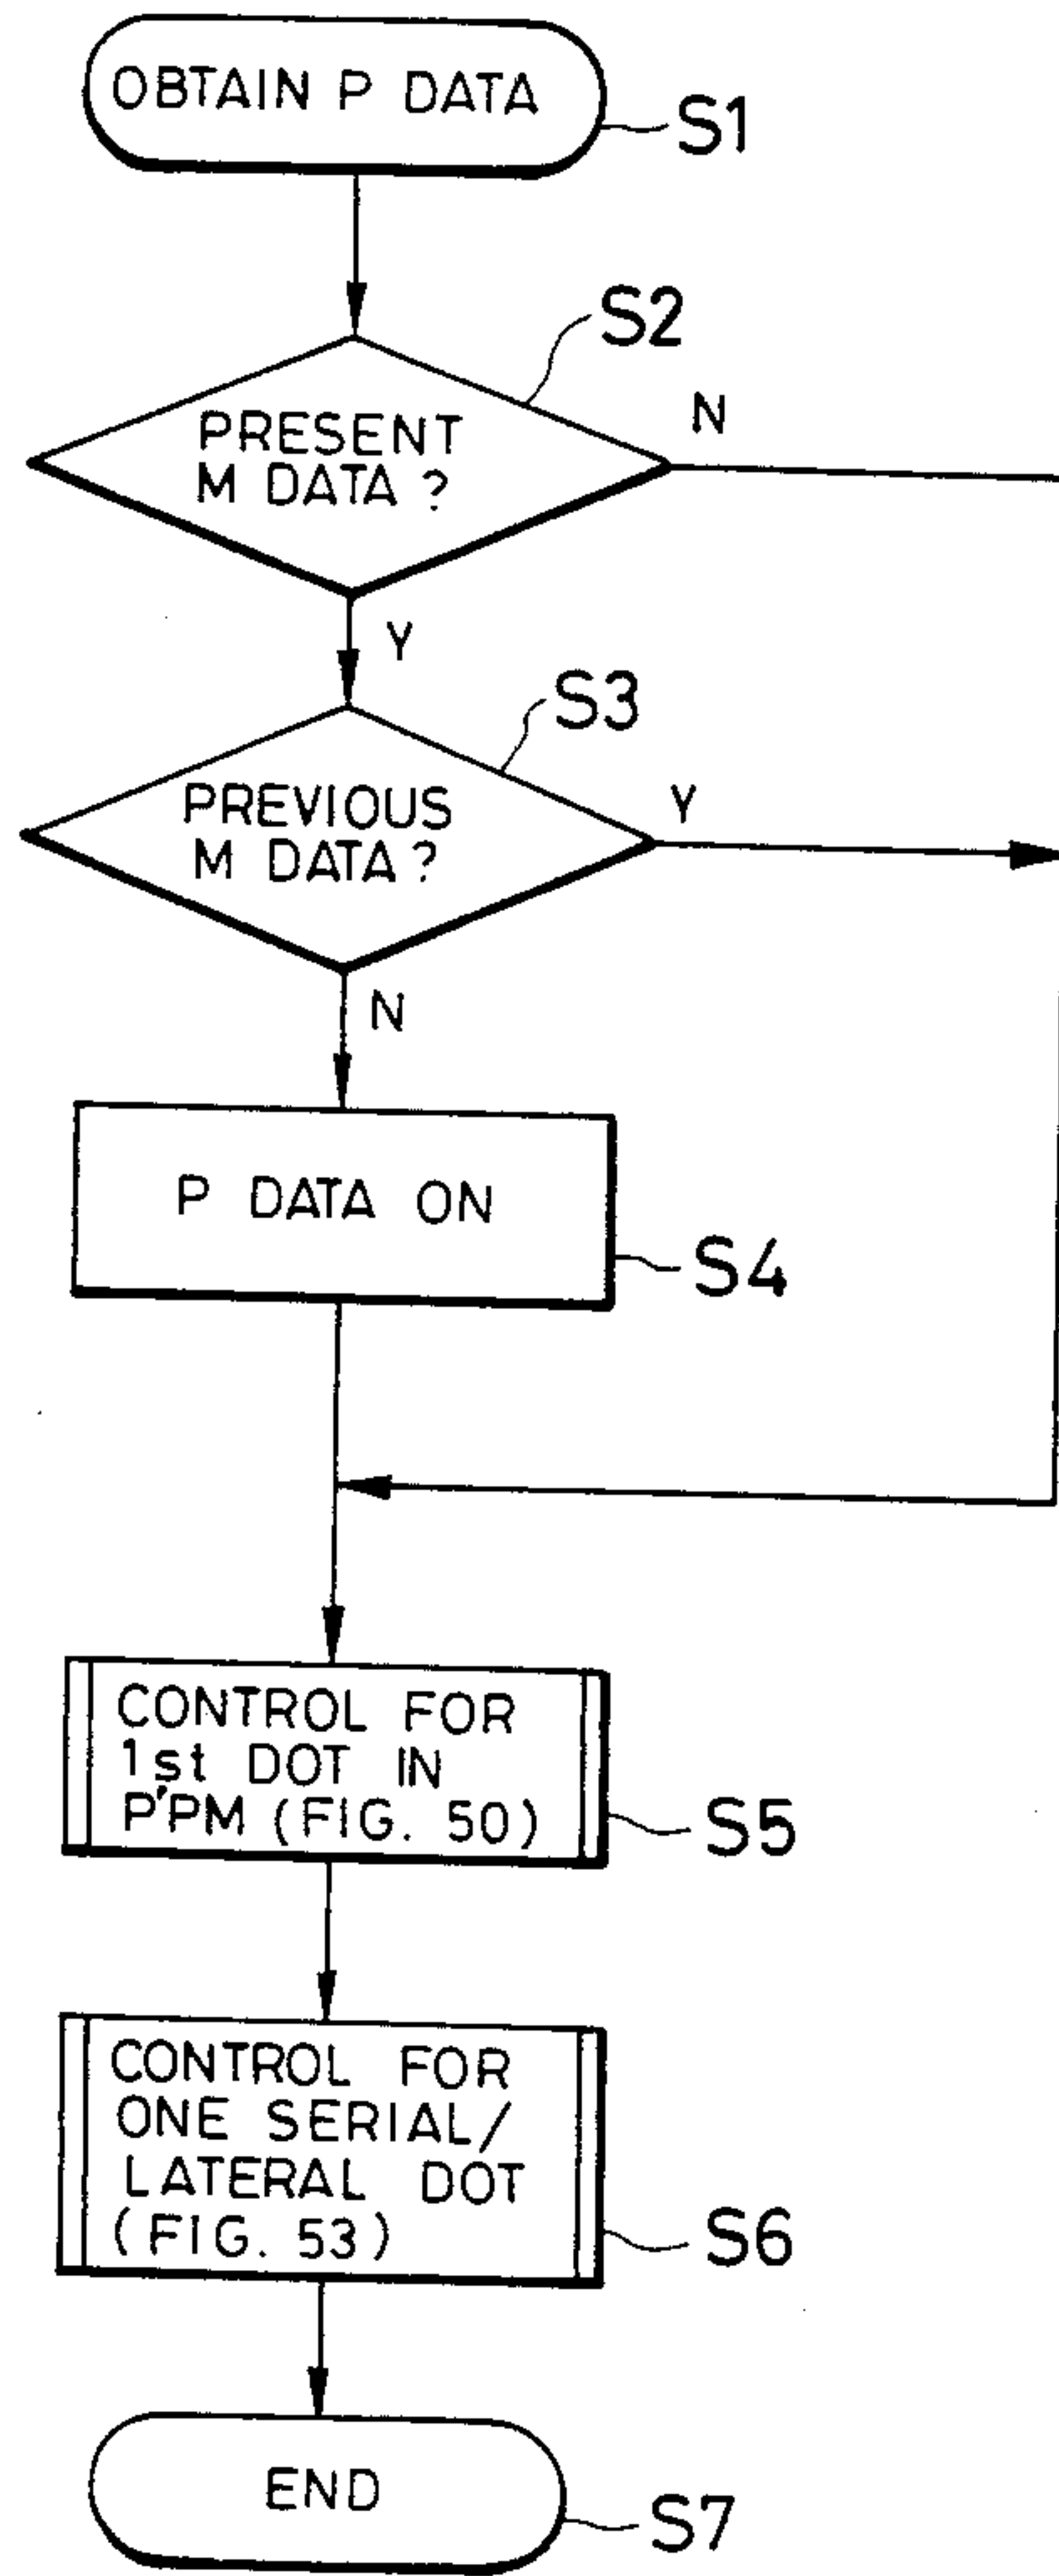 OBTAIN P DATA
S1
S2
PRESENT
M DATA ?
N
Y
S3
PREVIOUS
M DATA ?
Y
N
P DATA ON
S4
CONTROL FOR
1st DOT IN
P'PM (FIG. 50)
S5
CONTROL FOR
ONE SERIAL/
LATERAL DOT
(FIG. 53)
S6
END
S7